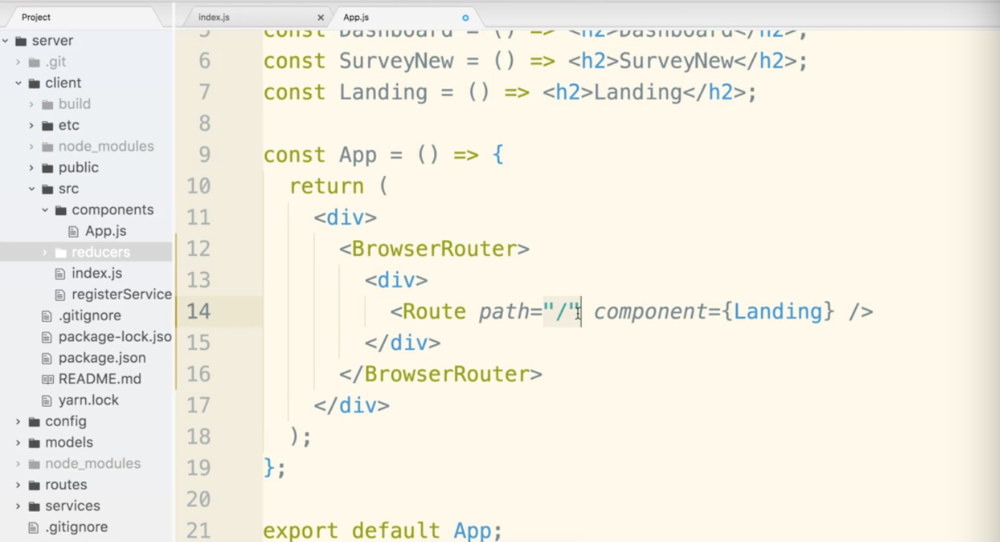 Project
index.js
App.js
server
.git
client
build
etc
node_modules
public
src
components
App.js
reducers
index.js
registerService
.gitignore
package-lock.jso
package.json
README.md
yarn.lock
config
models
node_modules
routes
services
.gitignore
5 const Dashboard = () => <h2>Dashboard</h2>;
6 const SurveyNew = () => <h2>SurveyNew</h2>;
7 const Landing = () => <h2>Landing</h2>;
8
9 const App = () => {
10 return (
11 <div>
12 <BrowserRouter>
13 <div>
14 <Route path="/" component={Landing} />
15 </div>
16 </BrowserRouter>
17 </div>
18 );
19 };
20
21 export default App;